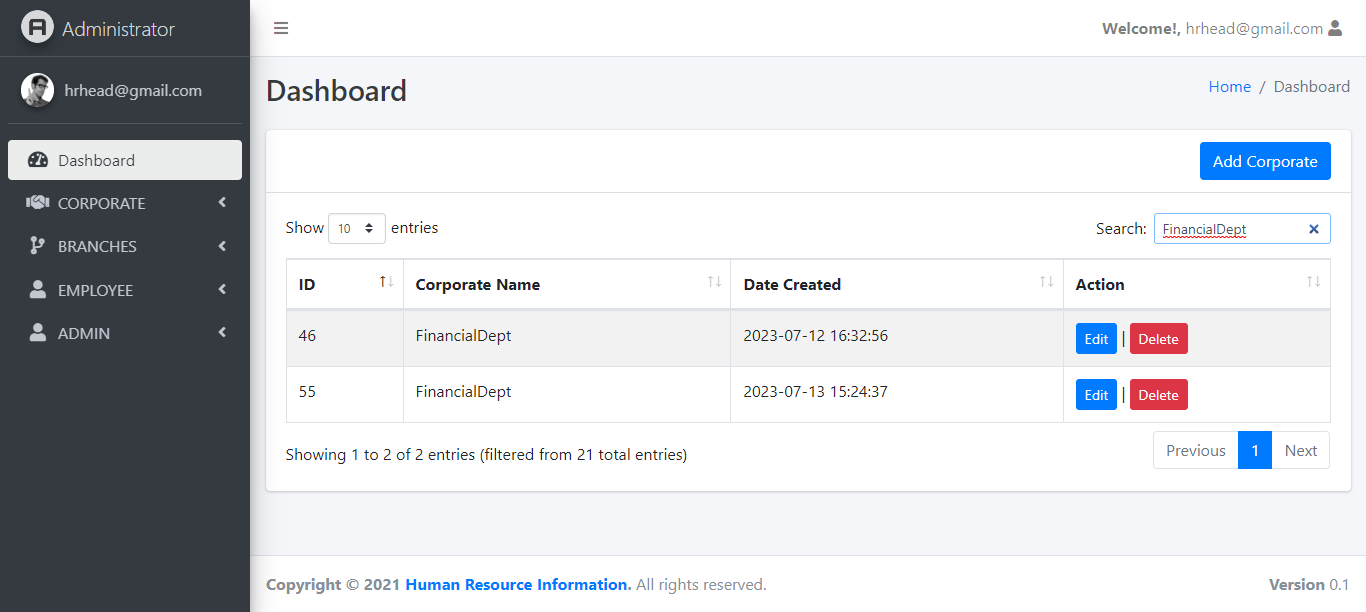 Administrator
Welcome!, hrhead@gmail.com
hrhead@gmail.com
Dashboard
CORPORATE
BRANCHES
EMPLOYEE
ADMIN
Dashboard
Home / Dashboard
Add Corporate
Show 10 entries
Search: FinancialDept
ID Corporate Name Date Created Action
46 FinancialDept 2023-07-12 16:32:56 Edit | Delete
55 FinancialDept 2023-07-13 15:24:37 Edit | Delete
Showing 1 to 2 of 2 entries (filtered from 21 total entries)
Previous 1 Next
Copyright © 2021 Human Resource Information. All rights reserved.
Version 0.1